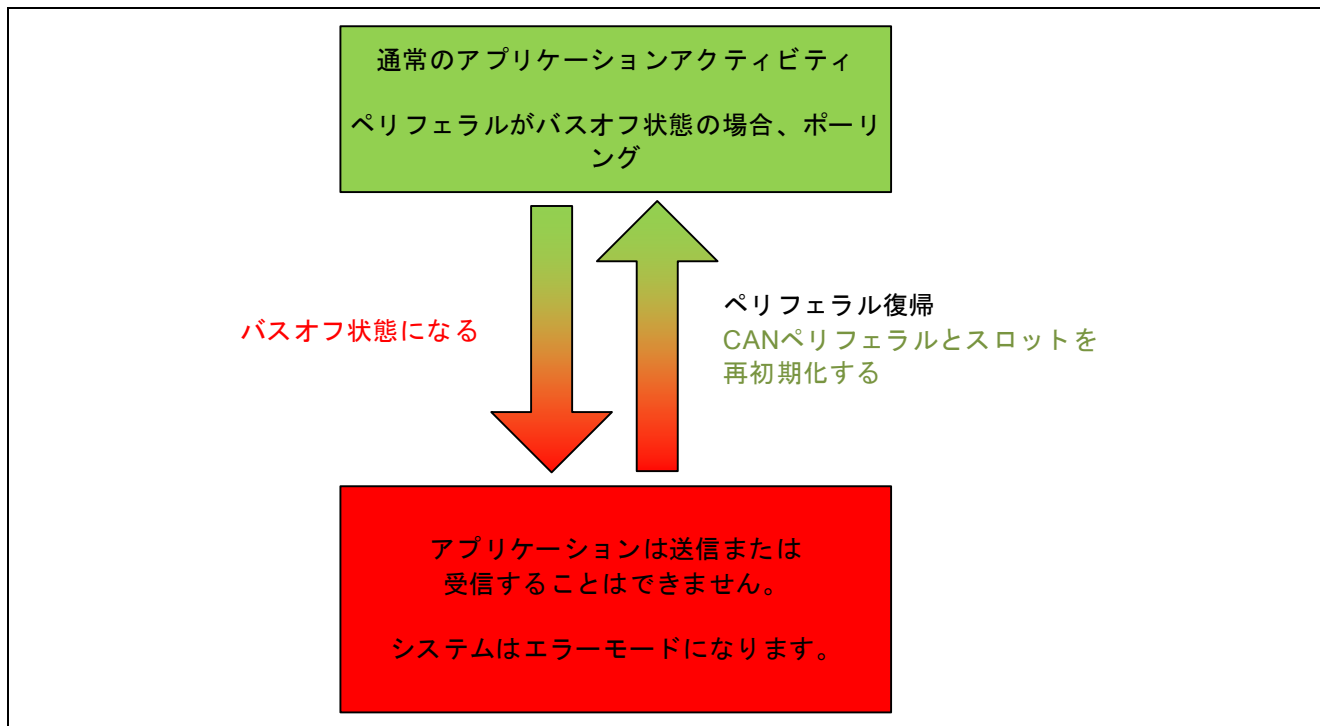 通常のアプリケーションアクティビティ
ペリフェラルがバスオフ状態の場合、ポーリ
ング
バスオフ状態になる
ペリフェラル復帰
CANペリフェラルとスロットを
再初期化する
アプリケーションは送信または
受信することはできません。
システムはエラーモードになります。